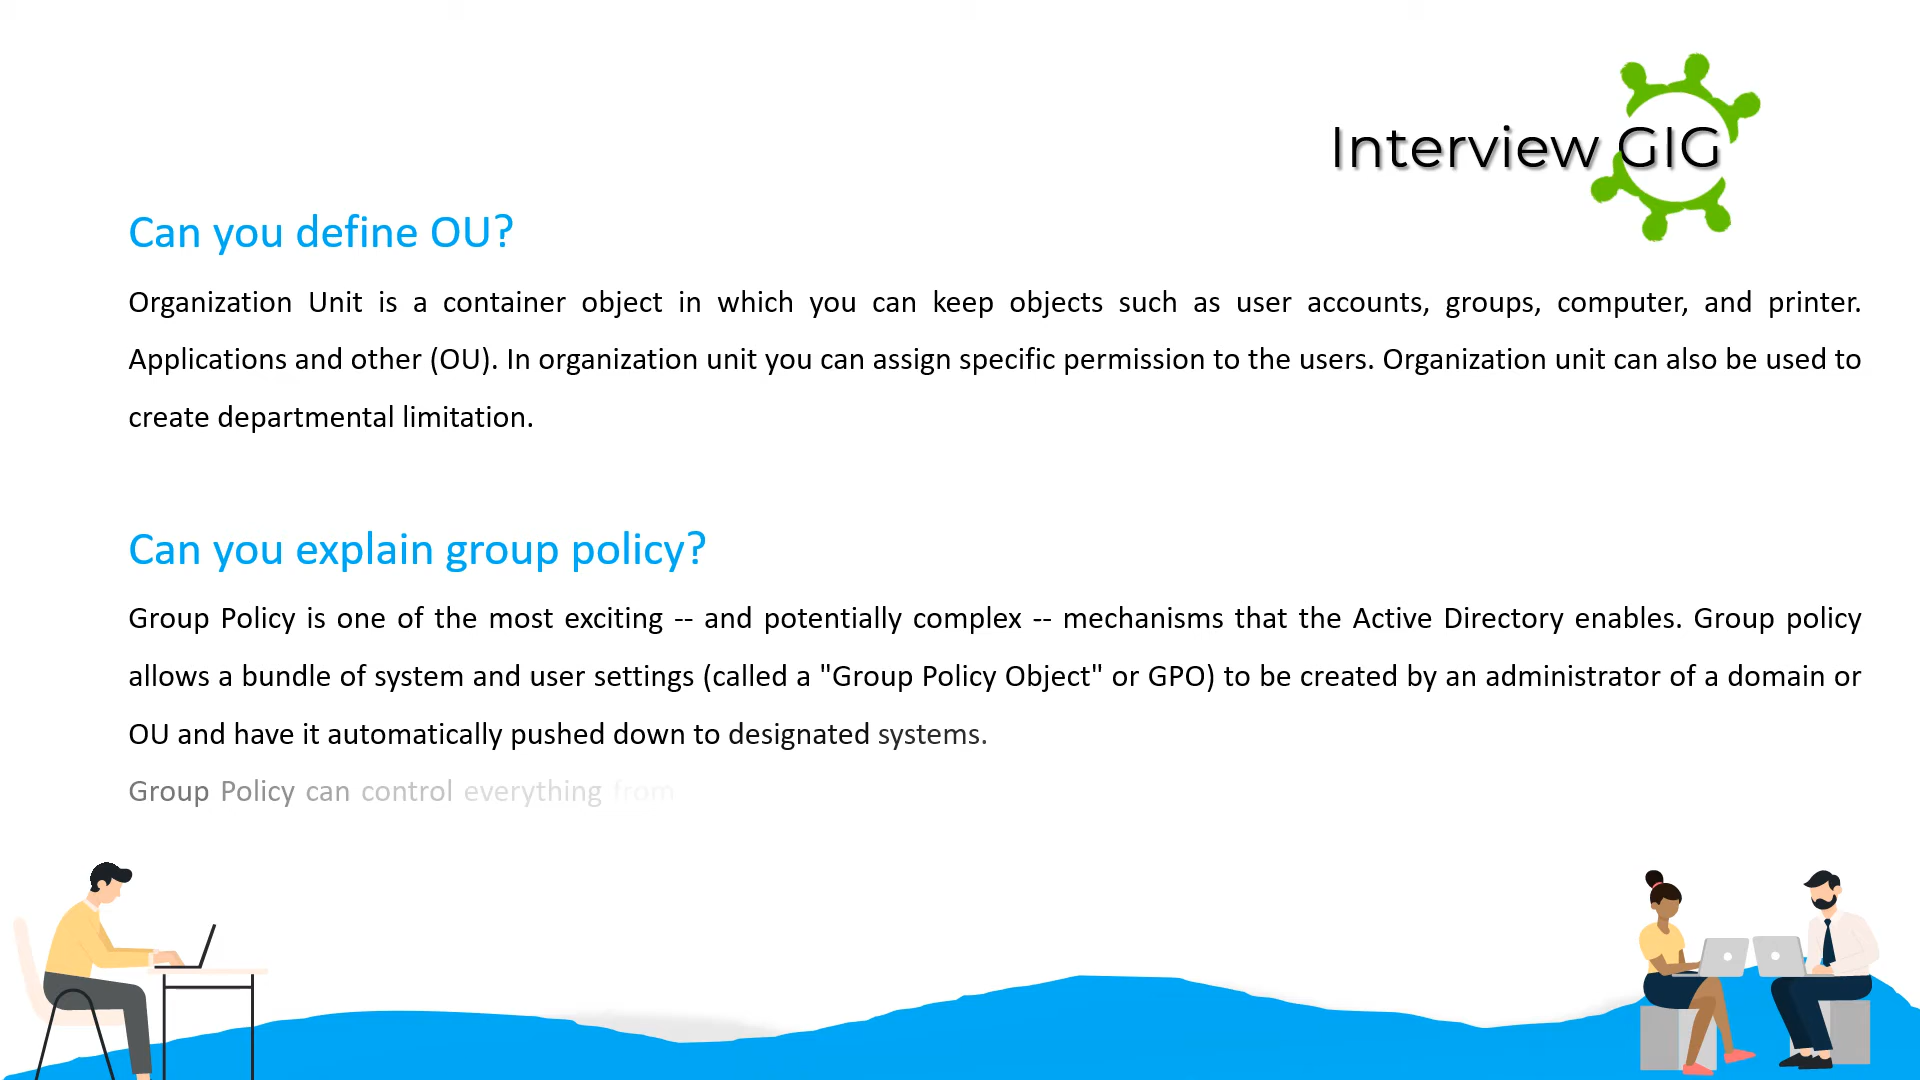 Interview GIG
Can you define OU?
Organization Unit is a container object in which you can keep objects such as user accounts, groups, computer, and printer.
Applications and other (OU). In organization unit you can assign specific permission to the users. Organization unit can also be used to
create departmental limitation.
Can you explain group policy?
Group Policy is one of the most exciting -- and potentially complex -- mechanisms that the Active Directory enables. Group policy
allows a bundle of system and user settings (called a "Group Policy Object" or GPO) to be created by an administrator of a domain or
OU and have it automatically pushed down to designated systems.
Group Policy can control everything from